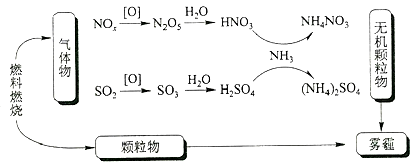 NOx [O] N2O5 H2O HNO3 NH4NO3
NH3
SO2 [O] SO3 H2O H2SO4 (NH4)2SO4
燃料燃烧
气体物
无机颗粒物
颗粒物
雾霾